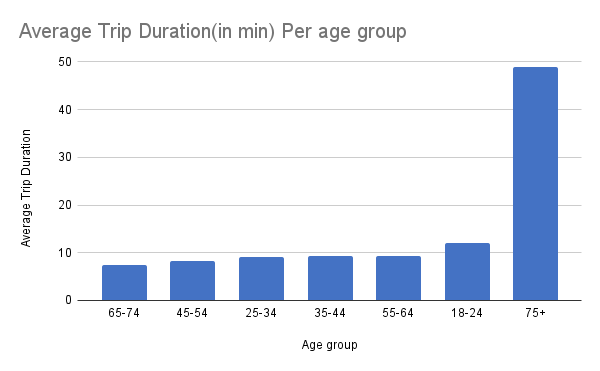 Average Trip Duration(in min) Per age group
50
40
30
20
10
0
Average Trip Duration
65-74 45-54 25-34 35-44 55-64 18-24 75+
Age group